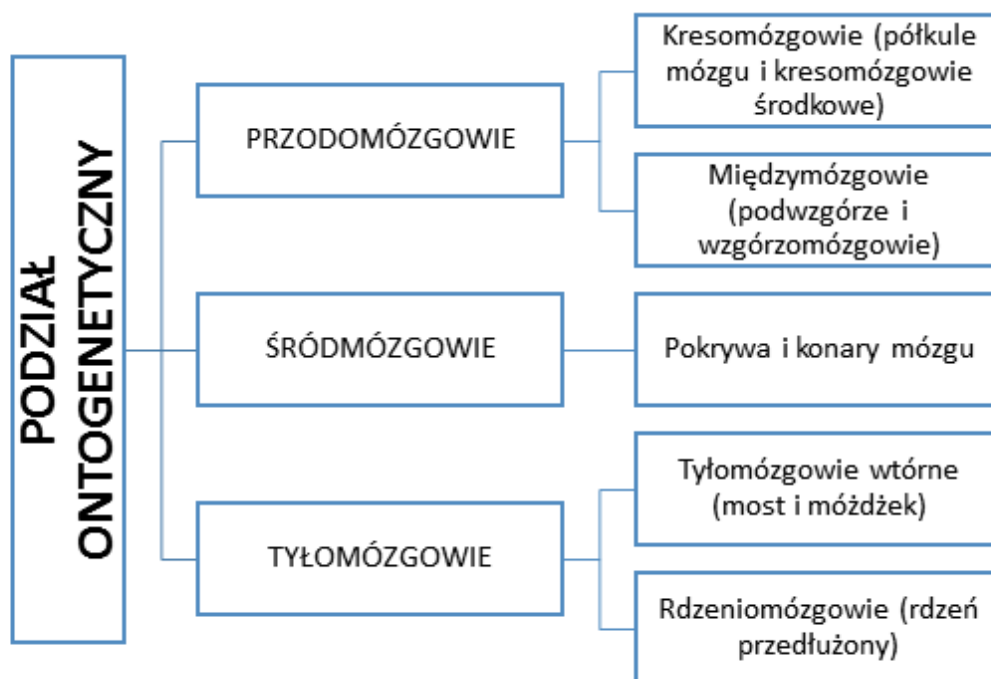 PODZIAŁ
ONTOGENETYCZNY
PRZODOMÓZGOWIE
Kresomózgowie (półkule
mózgu i kresomózgowie
środkowe)
Międzymózgowie
(podwzgórze i
wzgórzomózgowie)
ŚRÓDMÓZGOWIE
Pokrywa i konary mózgu
TYŁOMÓZGOWIE
Tyłomózgowie wtórne
(most i móżdżek)
Rdzeniomózgowie (rdzeń
przedłużony)